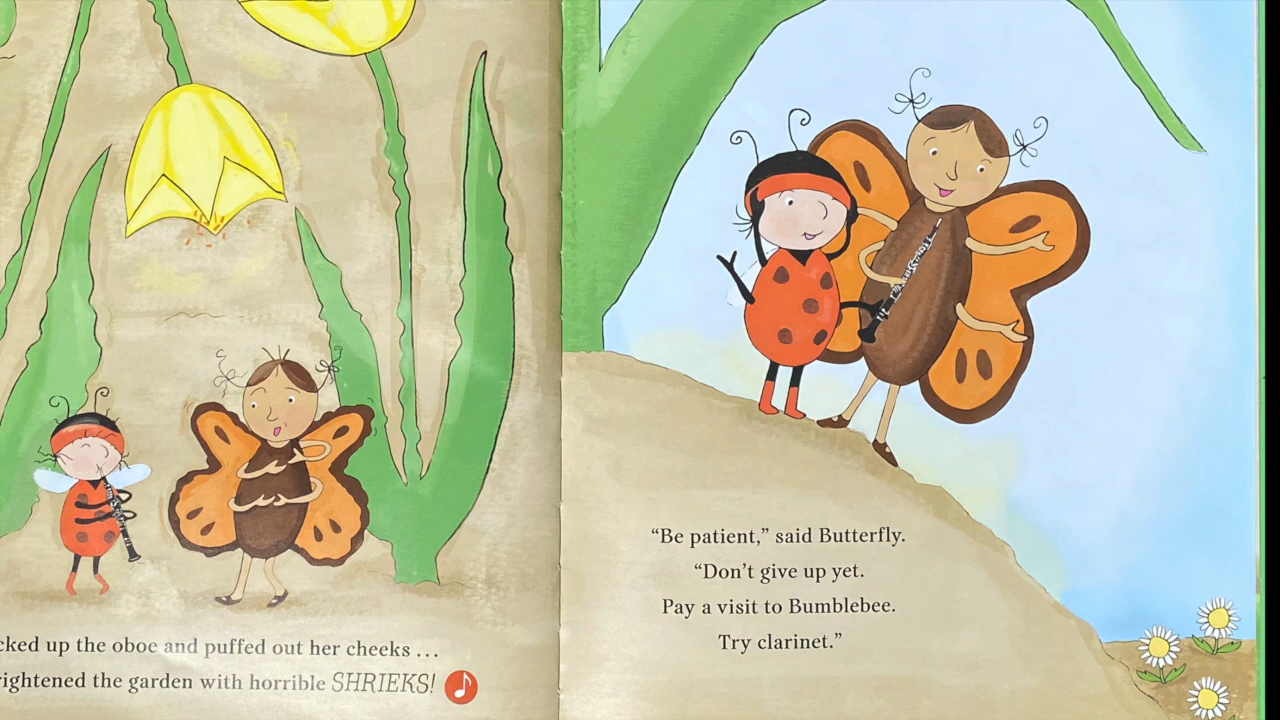 cked up the oboe and puffed out her cheeks ...
rightened the garden with horrible SHRIEKS!
“Be patient,” said Butterfly.
“Don’t give up yet.
Pay a visit to Bumblebee.
Try clarinet.”